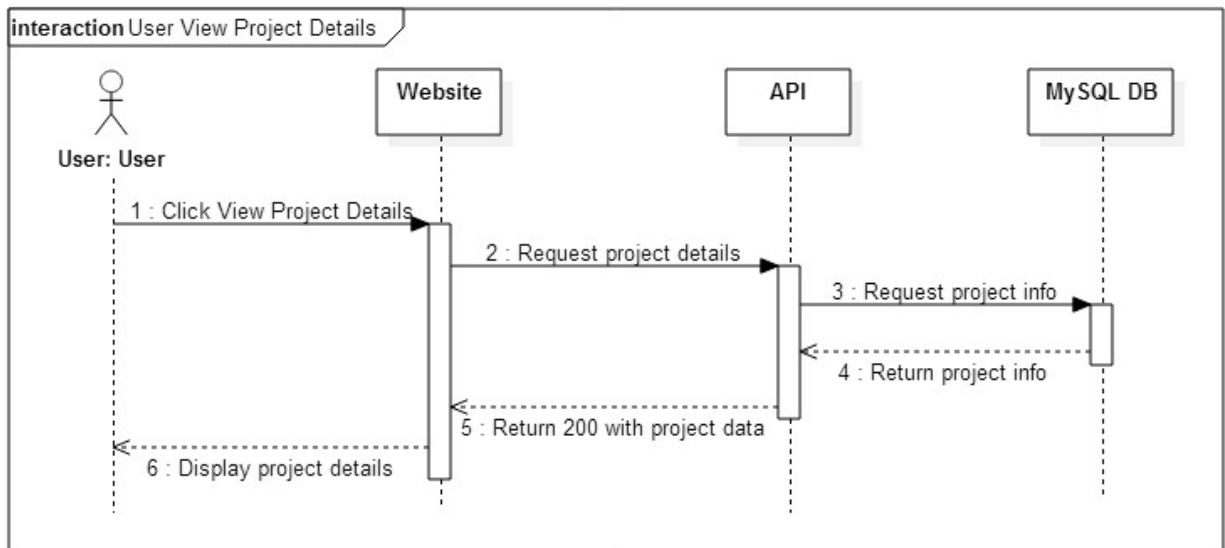 interaction User View Project Details
User: User
Website
API
MySQL DB
1 : Click View Project Details
2 : Request project details
3 : Request project info
4 : Return project info
5 : Return 200 with project data
6 : Display project details